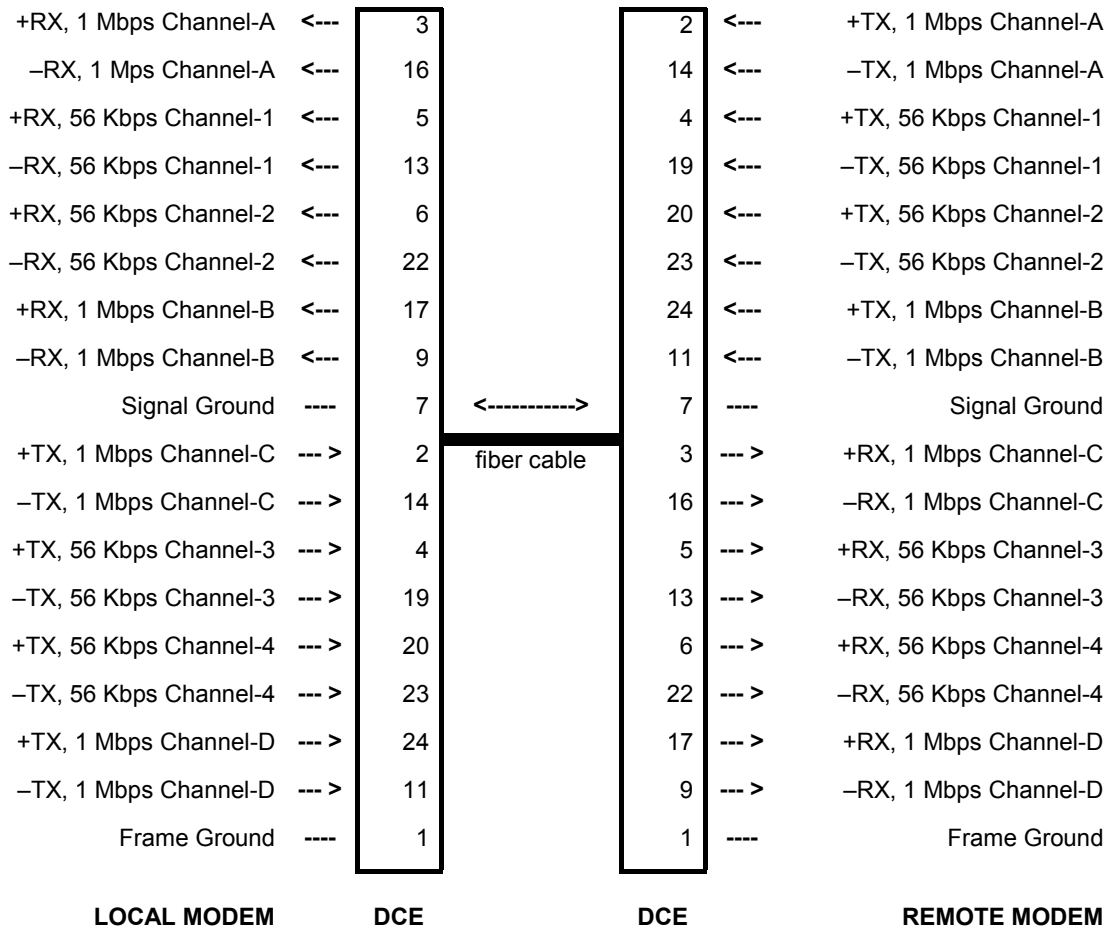 +RX, 1 Mbps Channel-A <--- 3 2 <--- +TX, 1 Mbps Channel-A
–RX, 1 Mps Channel-A <--- 16 14 <--- –TX, 1 Mbps Channel-A
+RX, 56 Kbps Channel-1 <--- 5 4 <--- +TX, 56 Kbps Channel-1
–RX, 56 Kbps Channel-1 <--- 13 19 <--- –TX, 56 Kbps Channel-1
+RX, 56 Kbps Channel-2 <--- 6 20 <--- +TX, 56 Kbps Channel-2
–RX, 56 Kbps Channel-2 <--- 22 23 <--- –TX, 56 Kbps Channel-2
+RX, 1 Mbps Channel-B <--- 17 24 <--- +TX, 1 Mbps Channel-B
–RX, 1 Mbps Channel-B <--- 9 11 <--- –TX, 1 Mbps Channel-B
Signal Ground ---- 7 <-----------> 7 ---- Signal Ground
+TX, 1 Mbps Channel-C --- > 2 fiber cable 3 --- > +RX, 1 Mbps Channel-C
–TX, 1 Mbps Channel-C --- > 14 16 --- > –RX, 1 Mbps Channel-C
+TX, 56 Kbps Channel-3 --- > 4 5 --- > +RX, 56 Kbps Channel-3
–TX, 56 Kbps Channel-3 --- > 19 13 --- > –RX, 56 Kbps Channel-3
+TX, 56 Kbps Channel-4 --- > 20 6 --- > +RX, 56 Kbps Channel-4
–TX, 56 Kbps Channel-4 --- > 23 22 --- > –RX, 56 Kbps Channel-4
+TX, 1 Mbps Channel-D --- > 24 17 --- > +RX, 1 Mbps Channel-D
–TX, 1 Mbps Channel-D --- > 11 9 --- > –RX, 1 Mbps Channel-D
Frame Ground ---- 1 1 ---- Frame Ground
LOCAL MODEM DCE DCE REMOTE MODEM